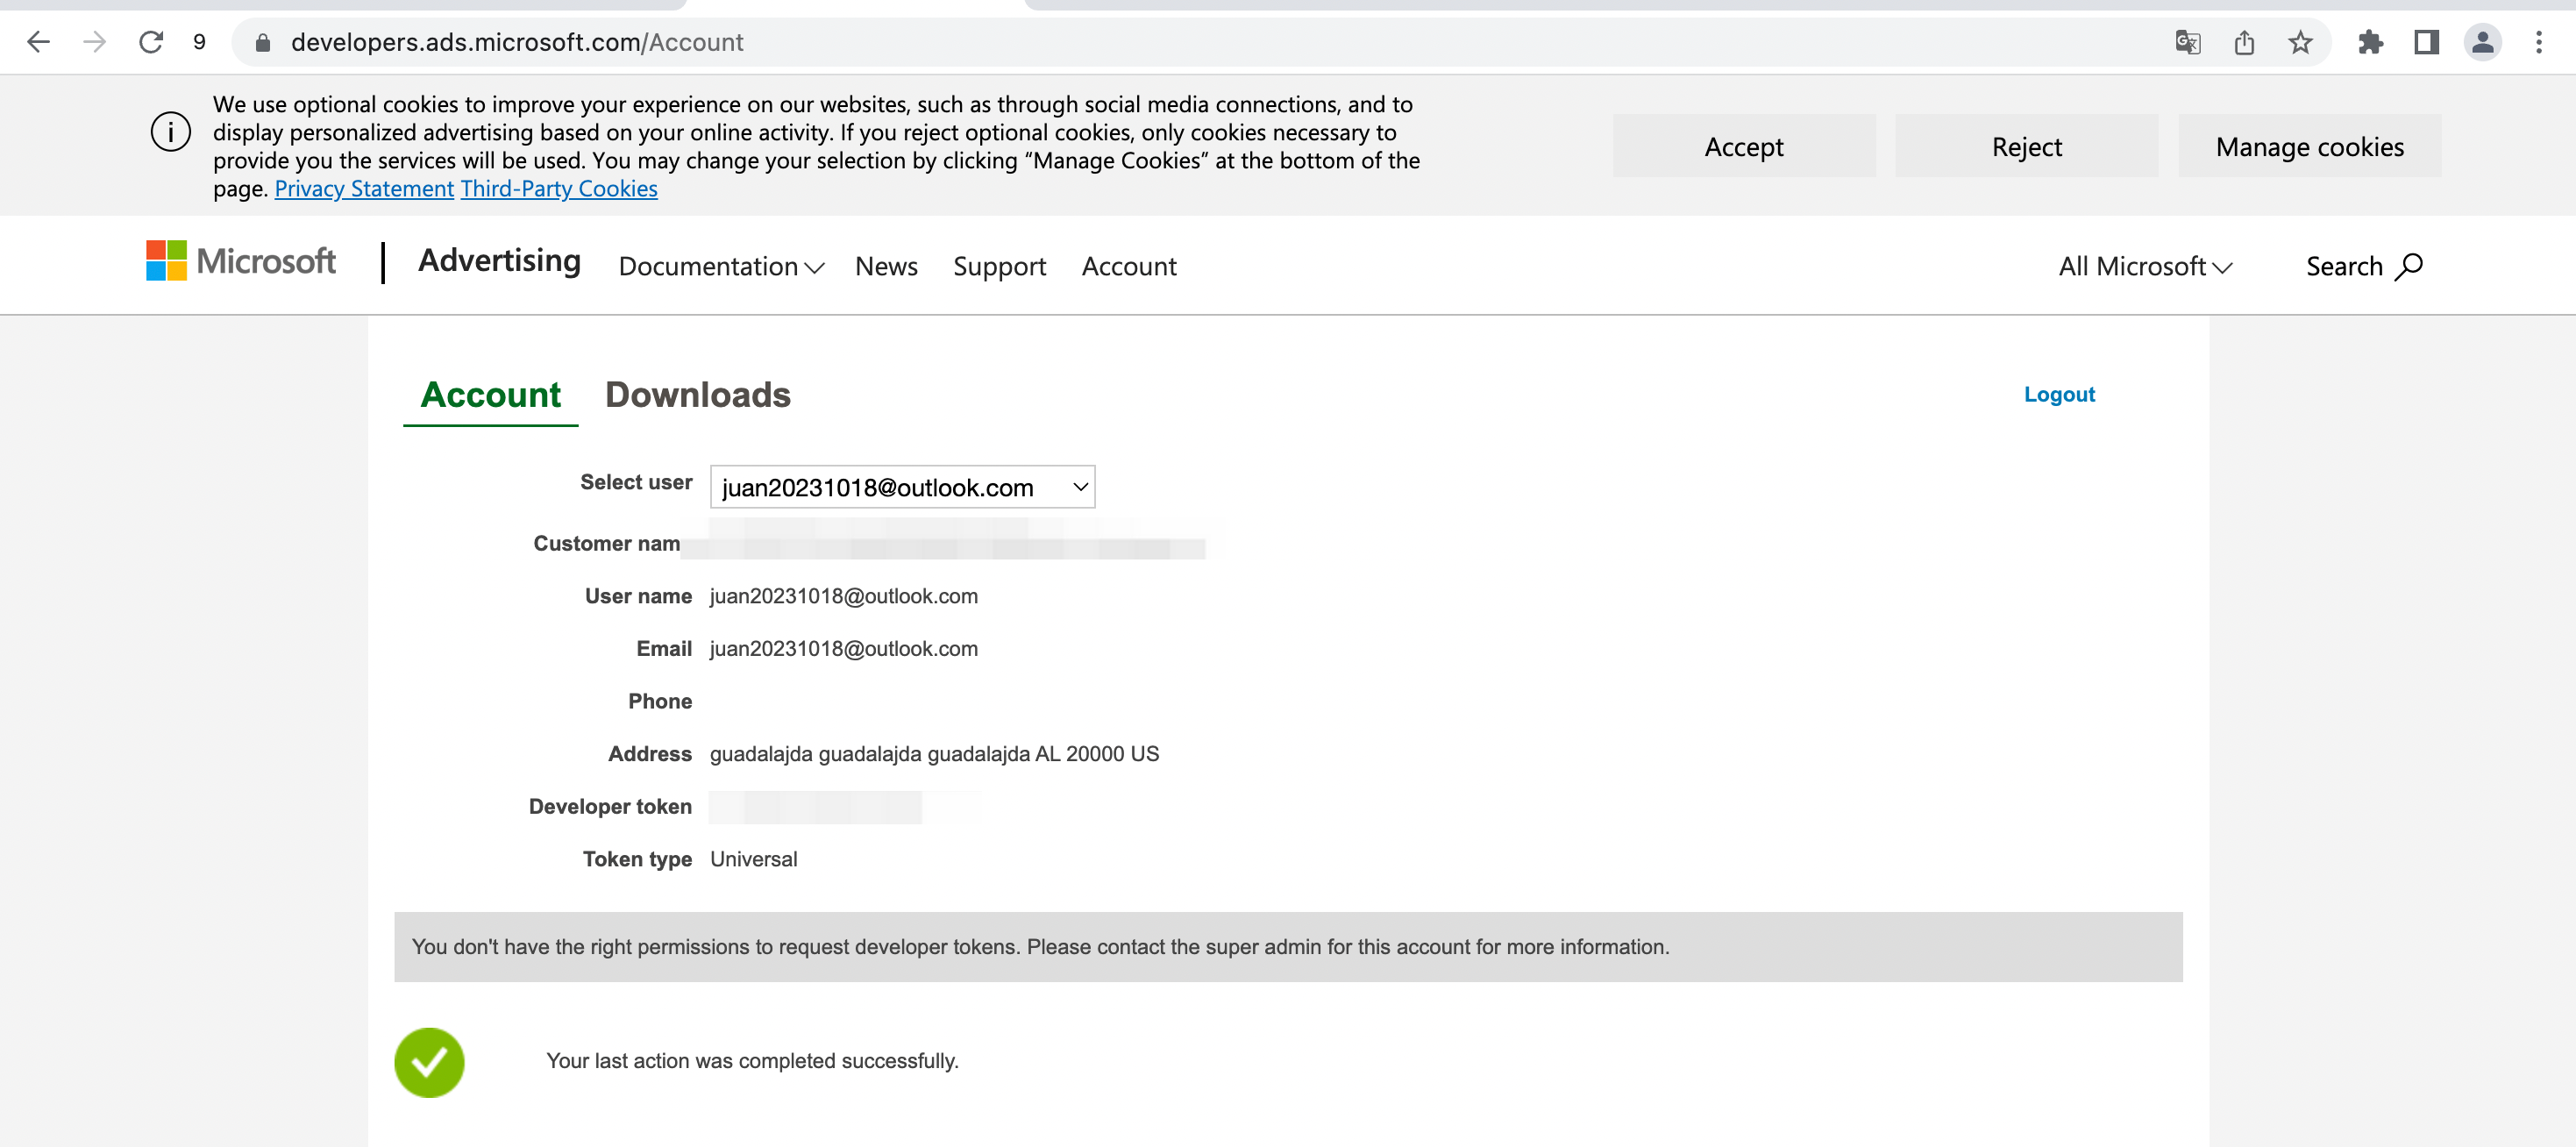 9 developers.ads.microsoft.com/Account
We use optional cookies to improve your experience on our websites, such as through social media connections, and to
display personalized advertising based on your online activity. If you reject optional cookies, only cookies necessary to
provide you the services will be used. You may change your selection by clicking “Manage Cookies” at the bottom of the
page. Privacy Statement Third-Party Cookies
Accept Reject Manage cookies
Microsoft Advertising Documentation News Support Account All Microsoft Search
Account Downloads Logout
Select user juan20231018@outlook.com
Customer nam
User name juan20231018@outlook.com
Email juan20231018@outlook.com
Phone
Address guadalajda guadalajda guadalajda AL 20000 US
Developer token
Token type Universal
You don't have the right permissions to request developer tokens. Please contact the super admin for this account for more information.
Your last action was completed successfully.